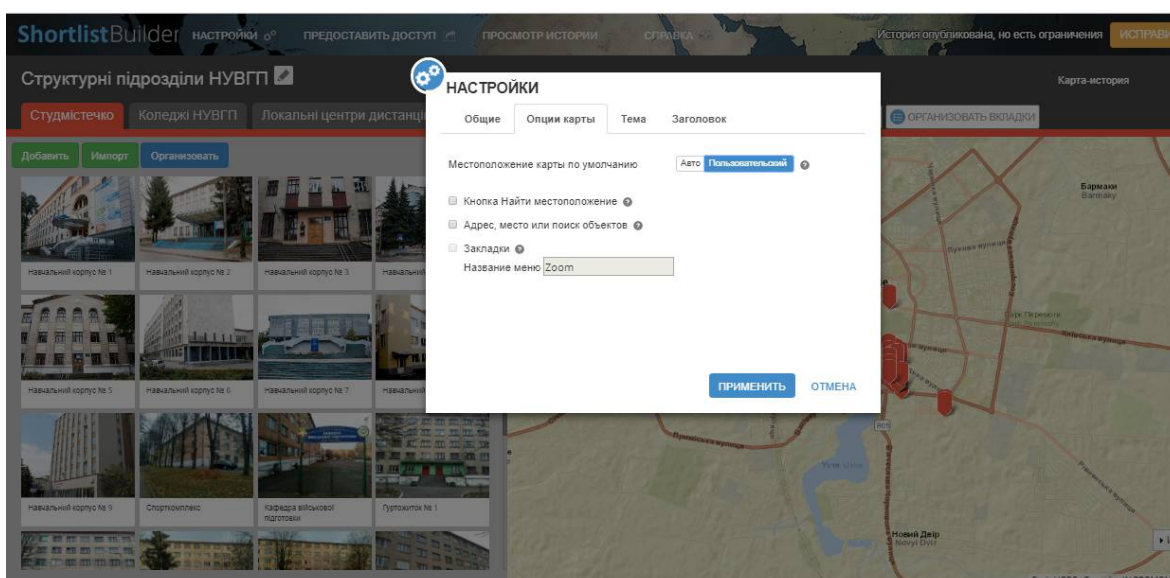 ShortlistBuilder НАСТРОЙКИ ПРЕДОСТАВИТЬ ДОСТУП ПРОСМОТР ИСТОРИИ СПРАВКА История опубликована, но есть ограничения ИСПРАВИ
Структурні підрозділи НУВГП
Карта-история
Студмістечко Коледжі НУВГП Локальні центри дистанці
ОРГАНИЗОВАТЬ ВКЛАДКИ
Добавить Импорт Организовать
НАСТРОЙКИ
Общие Опции карты Тема Заголовок
Местоположение карты по умолчанию Авто Пользовательский
Кнопка Найти местоположение
Адрес, место или поиск объектов
Закладки
Название меню Zoom
ПРИМЕНИТЬ ОТМЕНА
Навчальний корпус № 1 Навчальний корпус № 2 Навчальний корпус № 3 Навчальний
Навчальний корпус № 5 Навчальний корпус № 6 Навчальний корпус № 7 Навчальний
Навчальний корпус № 9 Спорткомплекс Кафедра військової підготовки Гуртожиток № 1
Бармаки
Barmaky
Новий Двір
Novyi Dvir